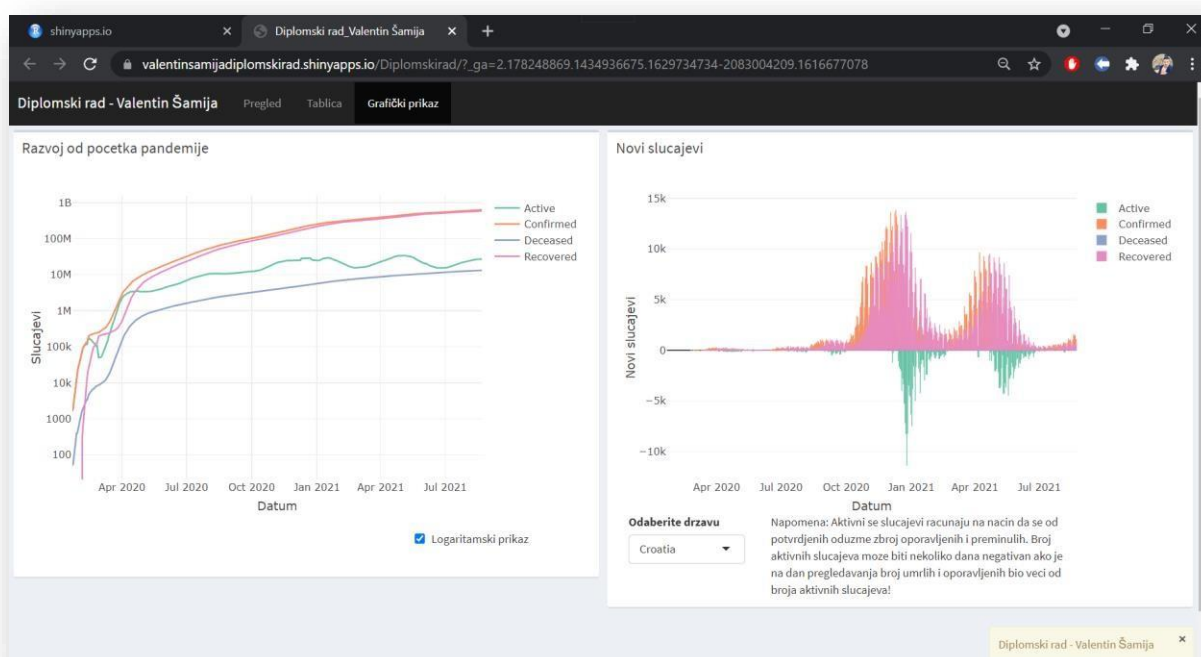 shinyapps.io
Diplomski rad_Valentin Šamija
valentinsamijadiplomskirad.shinyapps.io/Diplomskirad/?_ga=2.178248869.1434936675.1629734734-2083004209.1616677078
Diplomski rad - Valentin Šamija
Pregled
Tablica
Grafički prikaz
Razvoj od pocetka pandemije
1B
100M
10M
1M
100k
10k
1000
100
Slucajevi
Apr 2020
Jul 2020
Oct 2020
Jan 2021
Apr 2021
Jul 2021
Datum
Active
Confirmed
Deceased
Recovered
Logaritamski prikaz
Novi slucajevi
15k
10k
5k
0
−5k
−10k
Novi slucajevi
Apr 2020
Jul 2020
Oct 2020
Jan 2021
Apr 2021
Jul 2021
Datum
Active
Confirmed
Deceased
Recovered
Odaberite drzavu
Croatia
Napomena: Aktivni se slucajevi racunaju na nacin da se od
potvrdjenih oduzme zbroj oporavljenih i preminulih. Broj
aktivnih slucajeva moze biti nekoliko dana negativan ako je
na dan pregledavanja broj umrlih i oporavljenih bio veci od
broja aktivnih slucajeva!
Diplomski rad - Valentin Šamija